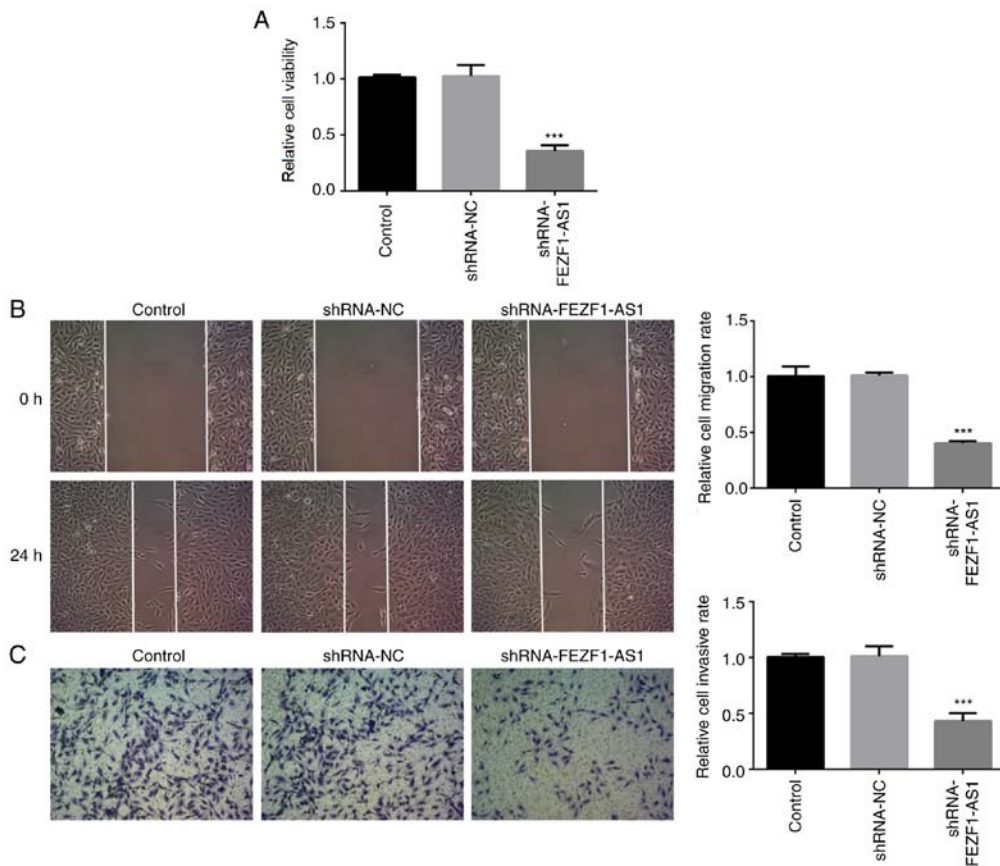 A
Relative cell viability
1.5
1.0
0.5
0.0
***
Control
shRNA-NC
shRNA-
FEZF1-AS1
B
Control
shRNA-NC
shRNA-FEZF1-AS1
0 h
24 h
Relative cell migration rate
1.5
1.0
0.5
0.0
***
Control
shRNA-NC
shRNA-
FEZF1-AS1
C
Control
shRNA-NC
shRNA-FEZF1-AS1
Relative cell invasive rate
1.5
1.0
0.5
0.0
***
Control
shRNA-NC
shRNA-
FEZF1-AS1